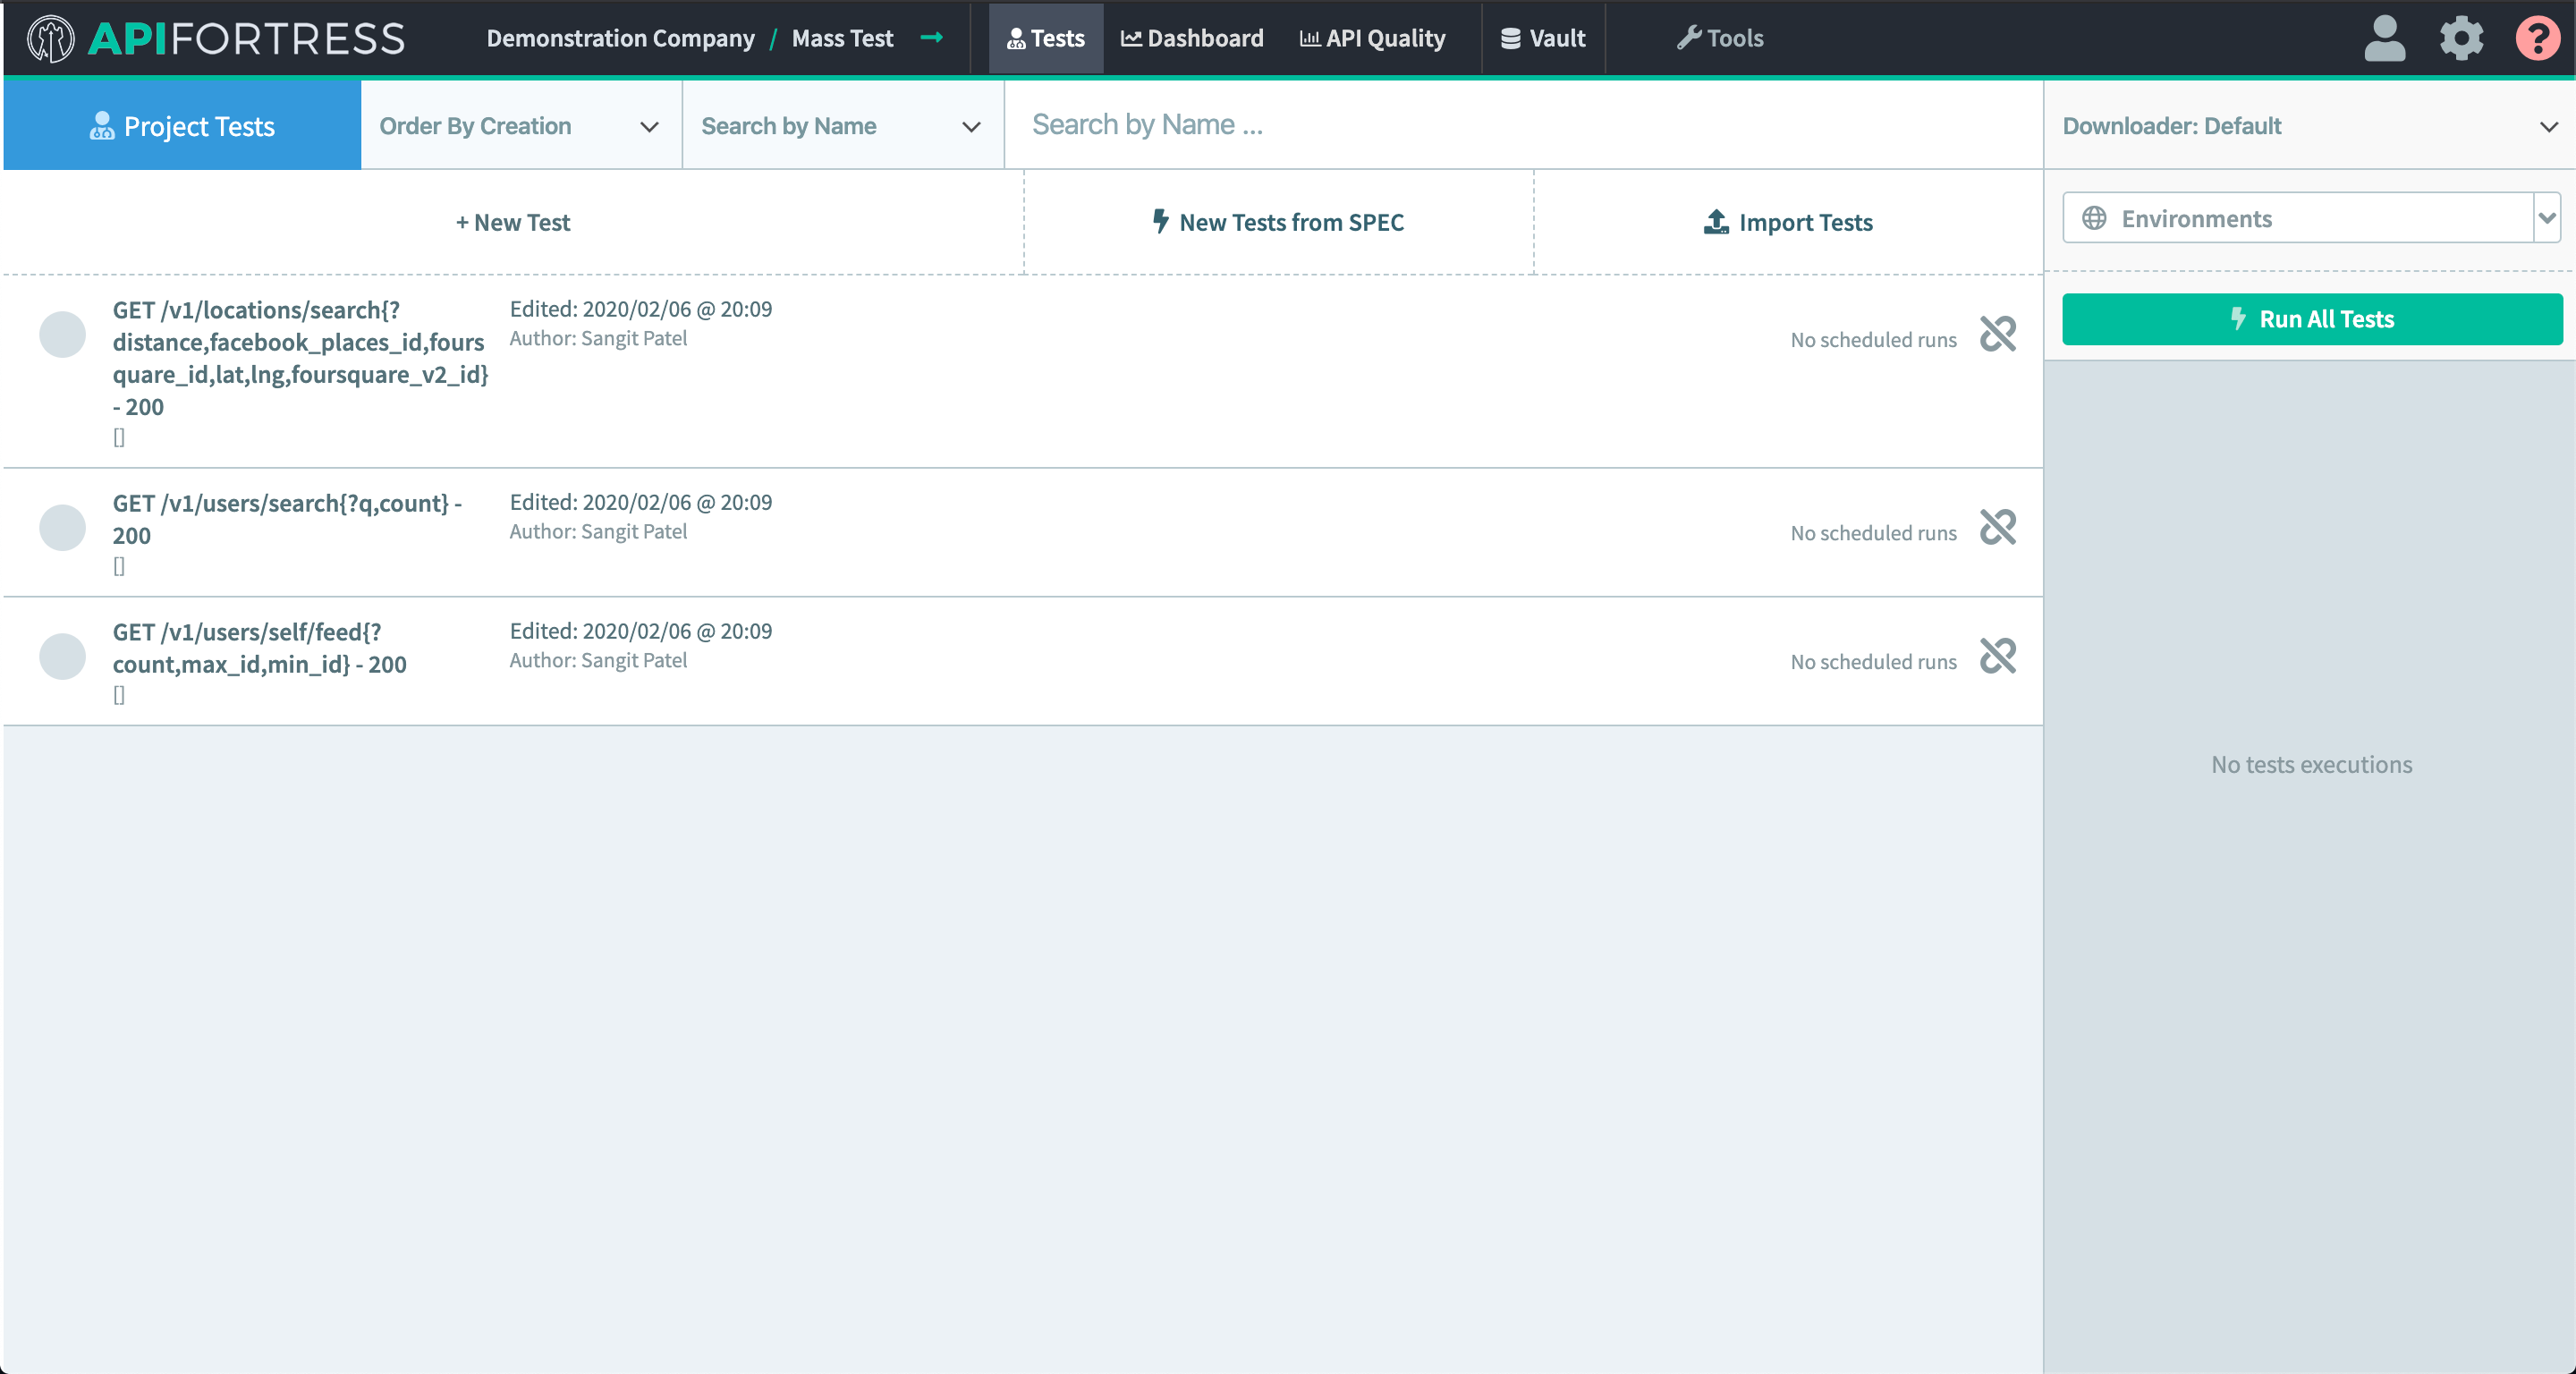 APIFORTRESS
Demonstration Company / Mass Test
Tests
Dashboard
API Quality
Vault
Tools
?
Project Tests
Order By Creation
Search by Name
Search by Name ...
Downloader: Default
+ New Test
New Tests from SPEC
Import Tests
Environments
Run All Tests
GET /v1/locations/search{?
distance,facebook_places_id,fours
quare_id,lat,lng,foursquare_v2_id}
- 200
[]
Edited: 2020/02/06 @ 20:09
Author: Sangit Patel
No scheduled runs
GET /v1/users/search{?q,count} -
200
[]
Edited: 2020/02/06 @ 20:09
Author: Sangit Patel
No scheduled runs
GET /v1/users/self/feed{?
count,max_id,min_id} - 200
[]
Edited: 2020/02/06 @ 20:09
Author: Sangit Patel
No scheduled runs
No tests executions